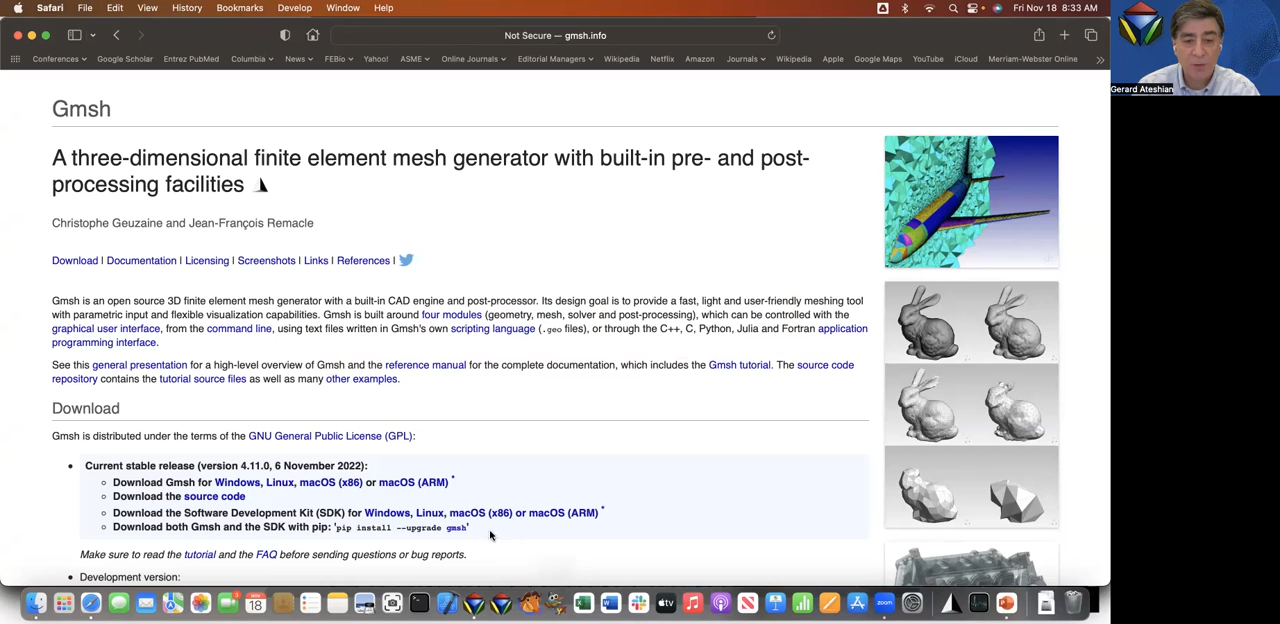 Safari File Edit View History Bookmarks Develop Window Help Fri Nov 18 8:33 AM
Not Secure — gmsh.info
Conferences Google Scholar Entrez PubMed Columbia News FEBio Yahoo! ASME Online Journals Editorial Managers Wikipedia Netflix Amazon Journals Wikipedia Apple Google Maps YouTube iCloud Merriam-Webster Online
Gerard Ateshian
Gmsh
A three-dimensional finite element mesh generator with built-in pre- and post-
processing facilities
Christophe Geuzaine and Jean-François Remacle
Download | Documentation | Licensing | Screenshots | Links | References |
Gmsh is an open source 3D finite element mesh generator with a built-in CAD engine and post-processor. Its design goal is to provide a fast, light and user-friendly meshing tool
with parametric input and flexible visualization capabilities. Gmsh is built around four modules (geometry, mesh, solver and post-processing), which can be controlled with the
graphical user interface, from the command line, using text files written in Gmsh's own scripting language (.geo files), or through the C++, C, Python, Julia and Fortran application
programming interface.
See this general presentation for a high-level overview of Gmsh and the reference manual for the complete documentation, which includes the Gmsh tutorial. The source code
repository contains the tutorial source files as well as many other examples.
Download
Gmsh is distributed under the terms of the GNU General Public License (GPL):
Current stable release (version 4.11.0, 6 November 2022):
Download Gmsh for Windows, Linux, macOS (x86) or macOS (ARM) *
Download the source code
Download the Software Development Kit (SDK) for Windows, Linux, macOS (x86) or macOS (ARM) *
Download both Gmsh and the SDK with pip: 'pip install --upgrade gmsh'
Make sure to read the tutorial and the FAQ before sending questions or bug reports.
Development version:
NOV
18
tv
zoom